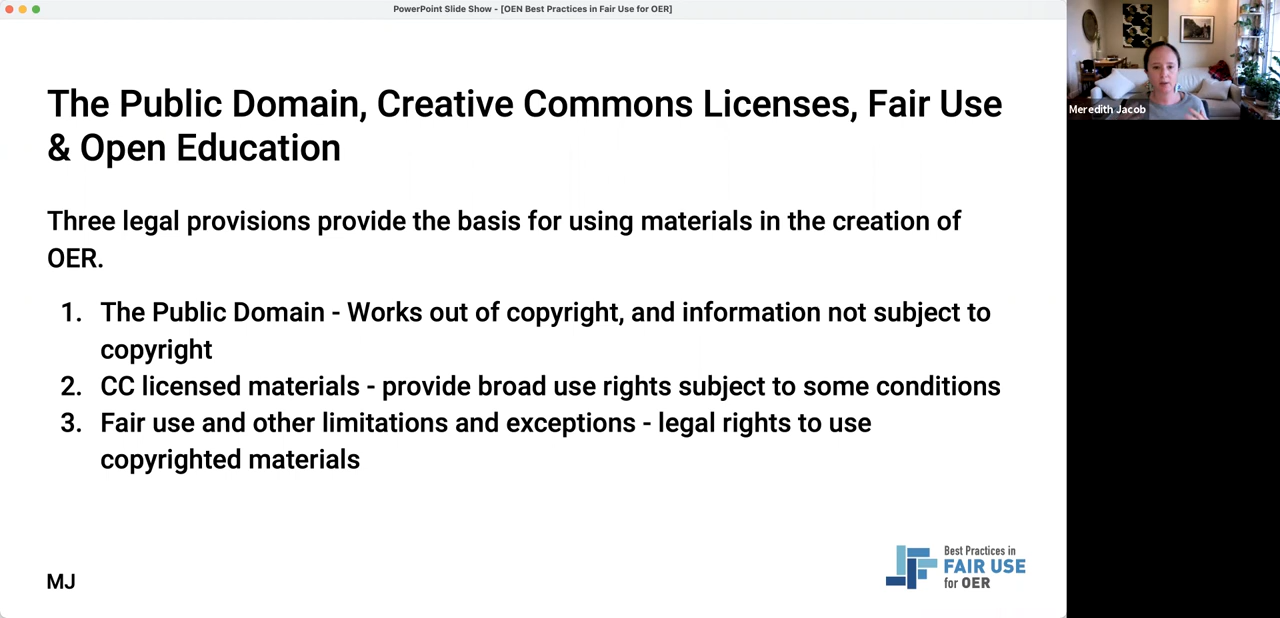 PowerPoint Slide Show - [OEN Best Practices in Fair Use for OER]
The Public Domain, Creative Commons Licenses, Fair Use
& Open Education
Three legal provisions provide the basis for using materials in the creation of
OER.
1. The Public Domain - Works out of copyright, and information not subject to
copyright
2. CC licensed materials - provide broad use rights subject to some conditions
3. Fair use and other limitations and exceptions - legal rights to use
copyrighted materials
MJ
Best Practices in
FAIR USE
for OER
Meredith Jacob